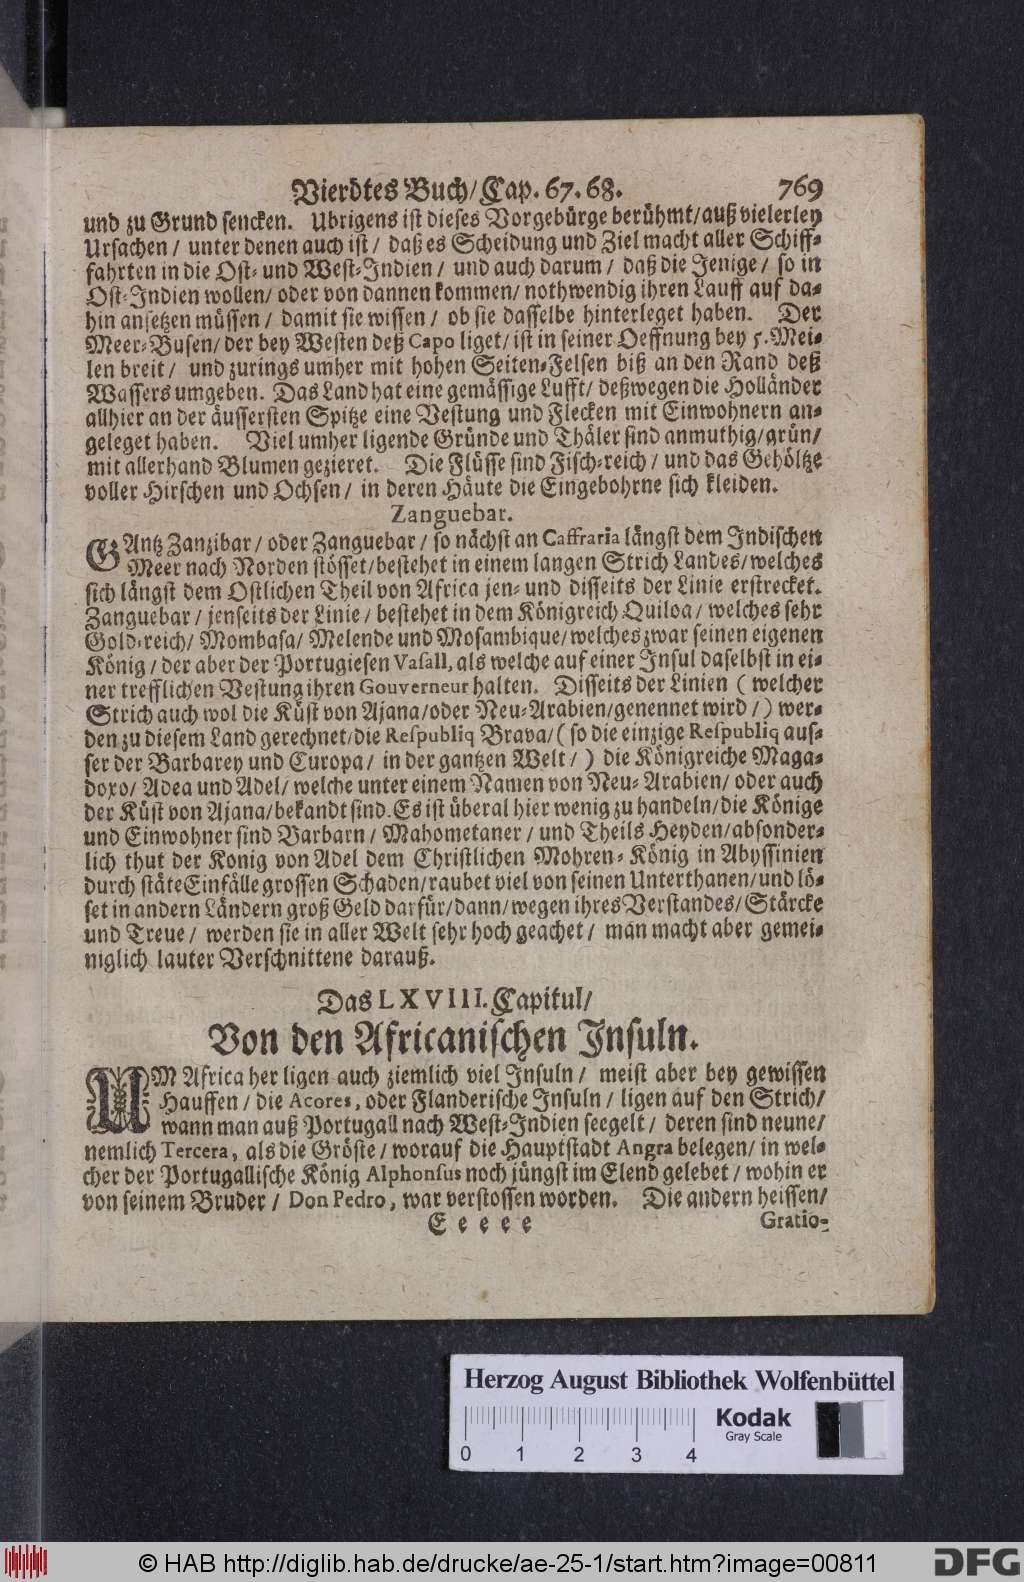 Vierdtes Buch/ Cap. 67. 68. 769
und zu Grund sencken. Ubrigens ist dieses Vorgebürge berühmt/ auß vielerley
Ursachen / unter denen auch ist / daß es Scheidung und Ziel macht aller Schiff-
fahrten in die Ost- und West-Indien / und auch darum / daß die Jenige / so in
Ost-Indien wollen/ oder von dannen kommen/ nothwendig ihren Lauff auf da-
hin ansetzen müssen / damit sie wissen / ob sie dasselbe hinterleget haben. Der
Meer-Busen/ der bey Westen deß Capo liget/ ist in seiner Oeffnung bey 5. Mei-
len breit / und zurings umher mit hohen Seiten-Felsen biß an den Rand deß
Wassers umgeben. Das Land hat eine gemässige Lufft/ deßwegen die Holländer
allhier an der äussersten Spitze eine Vestung und Flecken mit Einwohnern an-
geleget haben. Viel umher ligende Gründe und Thäler sind anmuthig/ grün/
mit allerhand Blumen gezieret. Die Flüsse sind Fisch-reich / und das Gehöltze
voller Hirschen und Ochsen / in deren Häute die Eingebohrne sich kleiden.
Zanguebar.
GAntz Zanzibar / oder Zanguebar / so nächst an Caffraria längst dem Indischen
Meer nach Norden stösset/ bestehet in einem langen Strich Landes/ welches
sich längst dem Ostlichen Theil von Africa jen- und disseits der Linie erstrecket.
Zanguebar / jenseits der Linie / bestehet in dem Königreich Quiloa / welches sehr
Gold-reich/ Mombasa/ Melende und Mosambique/ welches zwar seinen eigenen
König / der aber der Portugiesen Vasall, als welche auf einer Insul daselbst in ei-
ner trefflichen Vestung ihren Gouverneur halten. Disseits der Linien ( welcher
Strich auch wol die Küst von Ajana/ oder Neu-Arabien/ genennet wird /) wer-
den zu diesem Land gerechnet/ die Respubliq Brava/ ( so die einzige Respubliq aus-
ser der Barbarey und Europa / in der gantzen Welt / ) die Königreiche Maga-
doxo/ Adea und Adel/ welche unter einem Namen von Neu-Arabien/ oder auch
der Küst von Ajana/ bekandt sind. Es ist überal hier wenig zu handeln/ die Könige
und Einwohner sind Barbarn / Mahometaner / und Theils Heyden/ absonder-
lich thut der Konig von Adel dem Christlichen Mohren-König in Abyssinien
durch stäte Einfälle grossen Schaden/ raubet viel von seinen Unterthanen/ und lö-
set in andern Ländern groß Geld darfür/ dann/ wegen ihres Verstandes/ Stärcke
und Treue / werden sie in aller Welt sehr hoch geachet / man macht aber gemei-
niglich lauter Verschnittene darauß.
Das LXVIII. Capitul/
Von den Africanischen Insuln.
UM Africa her ligen auch ziemlich viel Insuln / meist aber bey gewissen
Hauffen / die Acores, oder Flanderische Insuln / ligen auf den Strich/
wann man auß Portugall nach West-Indien seegelt / deren sind neune/
nemlich Tercera, als die Gröste / worauf die Hauptstadt Angra belegen/ in wel-
cher der Portugallische König Alphonsus noch jüngst im Elend gelebet / wohin er
von seinem Bruder / Don Pedro, war verstossen worden. Die andern heissen/
E e e e e Gratio-
Herzog August Bibliothek Wolfenbüttel
0 1 2 3 4
Kodak
Gray Scale
© HAB http://diglib.hab.de/drucke/ae-25-1/start.htm?image=00811
DFG